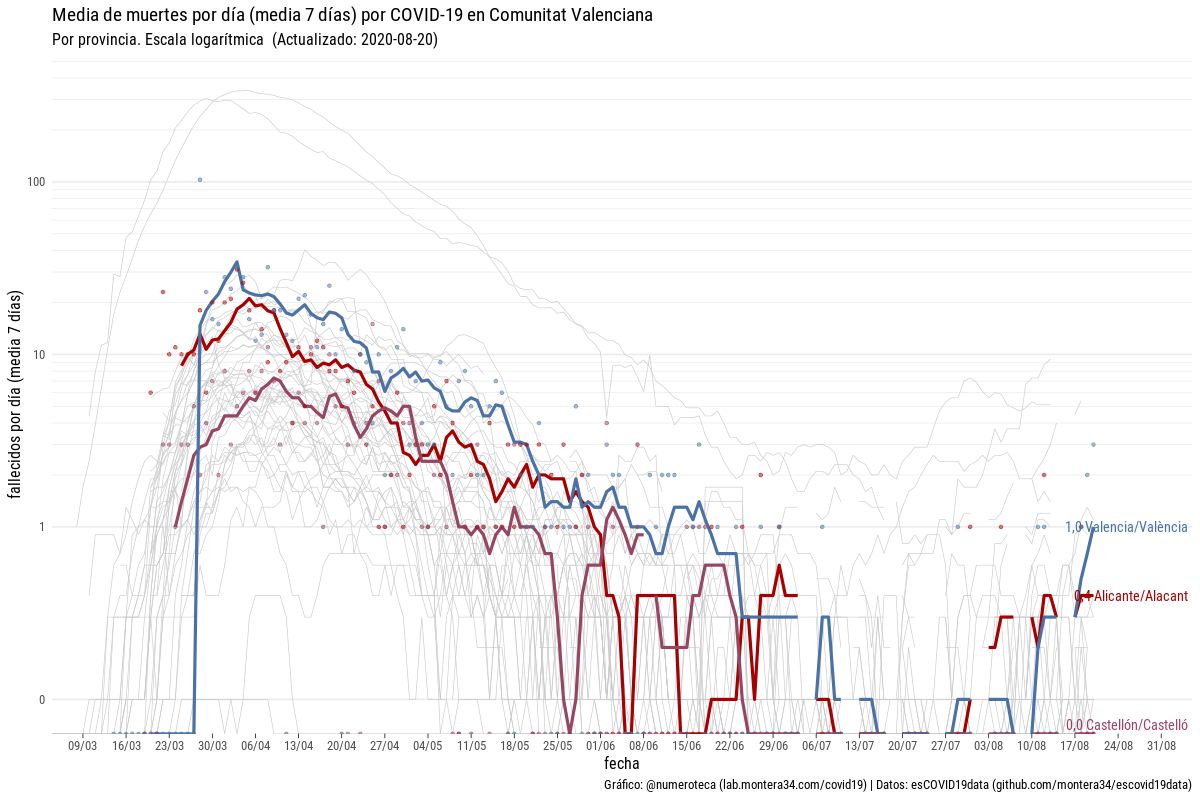 Media de muertes por día (media 7 días) por COVID-19 en Comunitat Valenciana
Por provincia. Escala logarítmica (Actualizado: 2020-08-20)
fallecidos por día (media 7 días)
100
10
1
0
1,0 Valencia/València
0,4 Alicante/Alacant
0,0 Castellón/Castelló
09/03 16/03 23/03 30/03 06/04 13/04 20/04 27/04 04/05 11/05 18/05 25/05 01/06 08/06 15/06 22/06 29/06 06/07 13/07 20/07 27/07 03/08 10/08 17/08 24/08 31/08
fecha
Gráfico: @numeroteca (lab.montera34.com/covid19) | Datos: esCOVID19data (github.com/montera34/escovid19data)